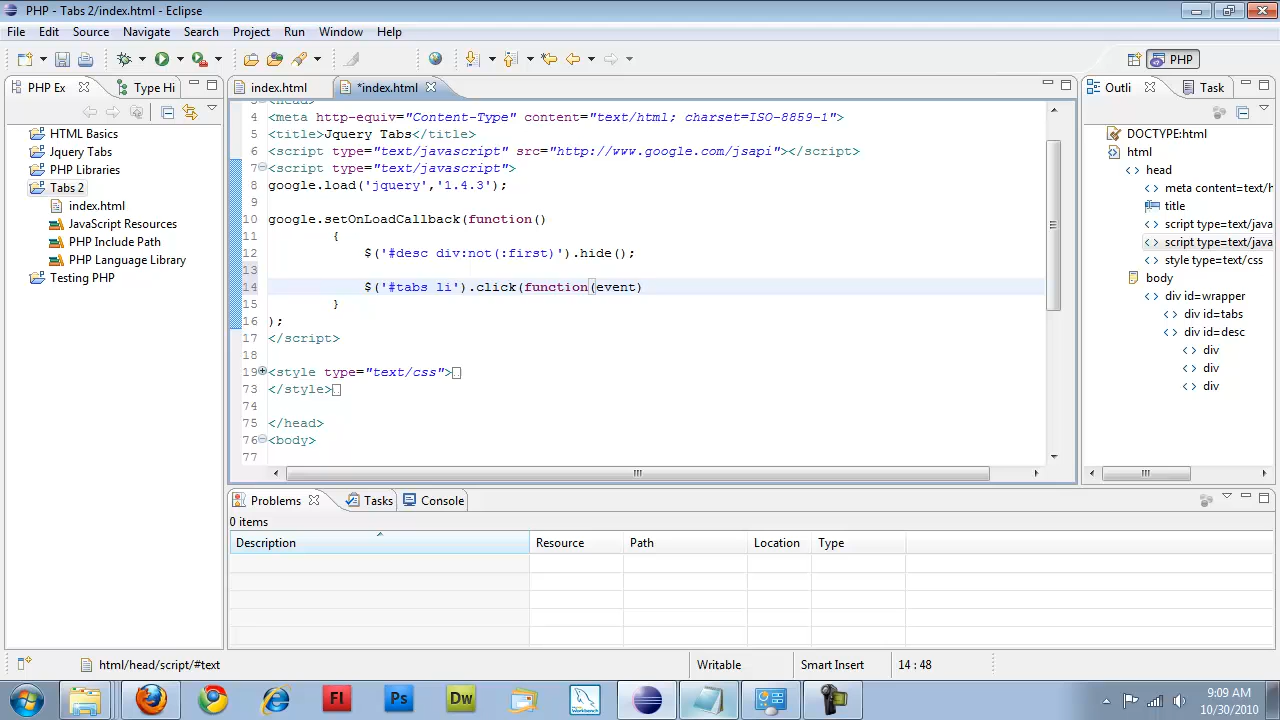 PHP - Tabs 2/index.html - Eclipse
File Edit Source Navigate Search Project Run Window Help
PHP
PHP Ex Type Hi
HTML Basics
Jquery Tabs
PHP Libraries
Tabs 2
index.html
JavaScript Resources
PHP Include Path
PHP Language Library
Testing PHP
index.html *index.html
3 <head>
4 <meta http-equiv="Content-Type" content="text/html; charset=ISO-8859-1">
5 <title>Jquery Tabs</title>
6 <script type="text/javascript" src="http://www.google.com/jsapi"></script>
7 <script type="text/javascript">
8 google.load('jquery','1.4.3');
9
10 google.setOnLoadCallback(function()
11 {
12 $('#desc div:not(:first)').hide();
13
14 $('#tabs li').click(function(event)
15 }
16 );
17 </script>
18
19 <style type="text/css">
73 </style>
74
75 </head>
76 <body>
77
Outli Task
DOCTYPE:html
html
head
meta content=text/h
title
script type=text/java
script type=text/java
style type=text/css
body
div id=wrapper
div id=tabs
div id=desc
div
div
div
Problems Tasks Console
0 items
Description Resource Path Location Type
html/head/script/#text Writable Smart Insert 14 : 48
Fl Ps Dw Workbench
9:09 AM
10/30/2010